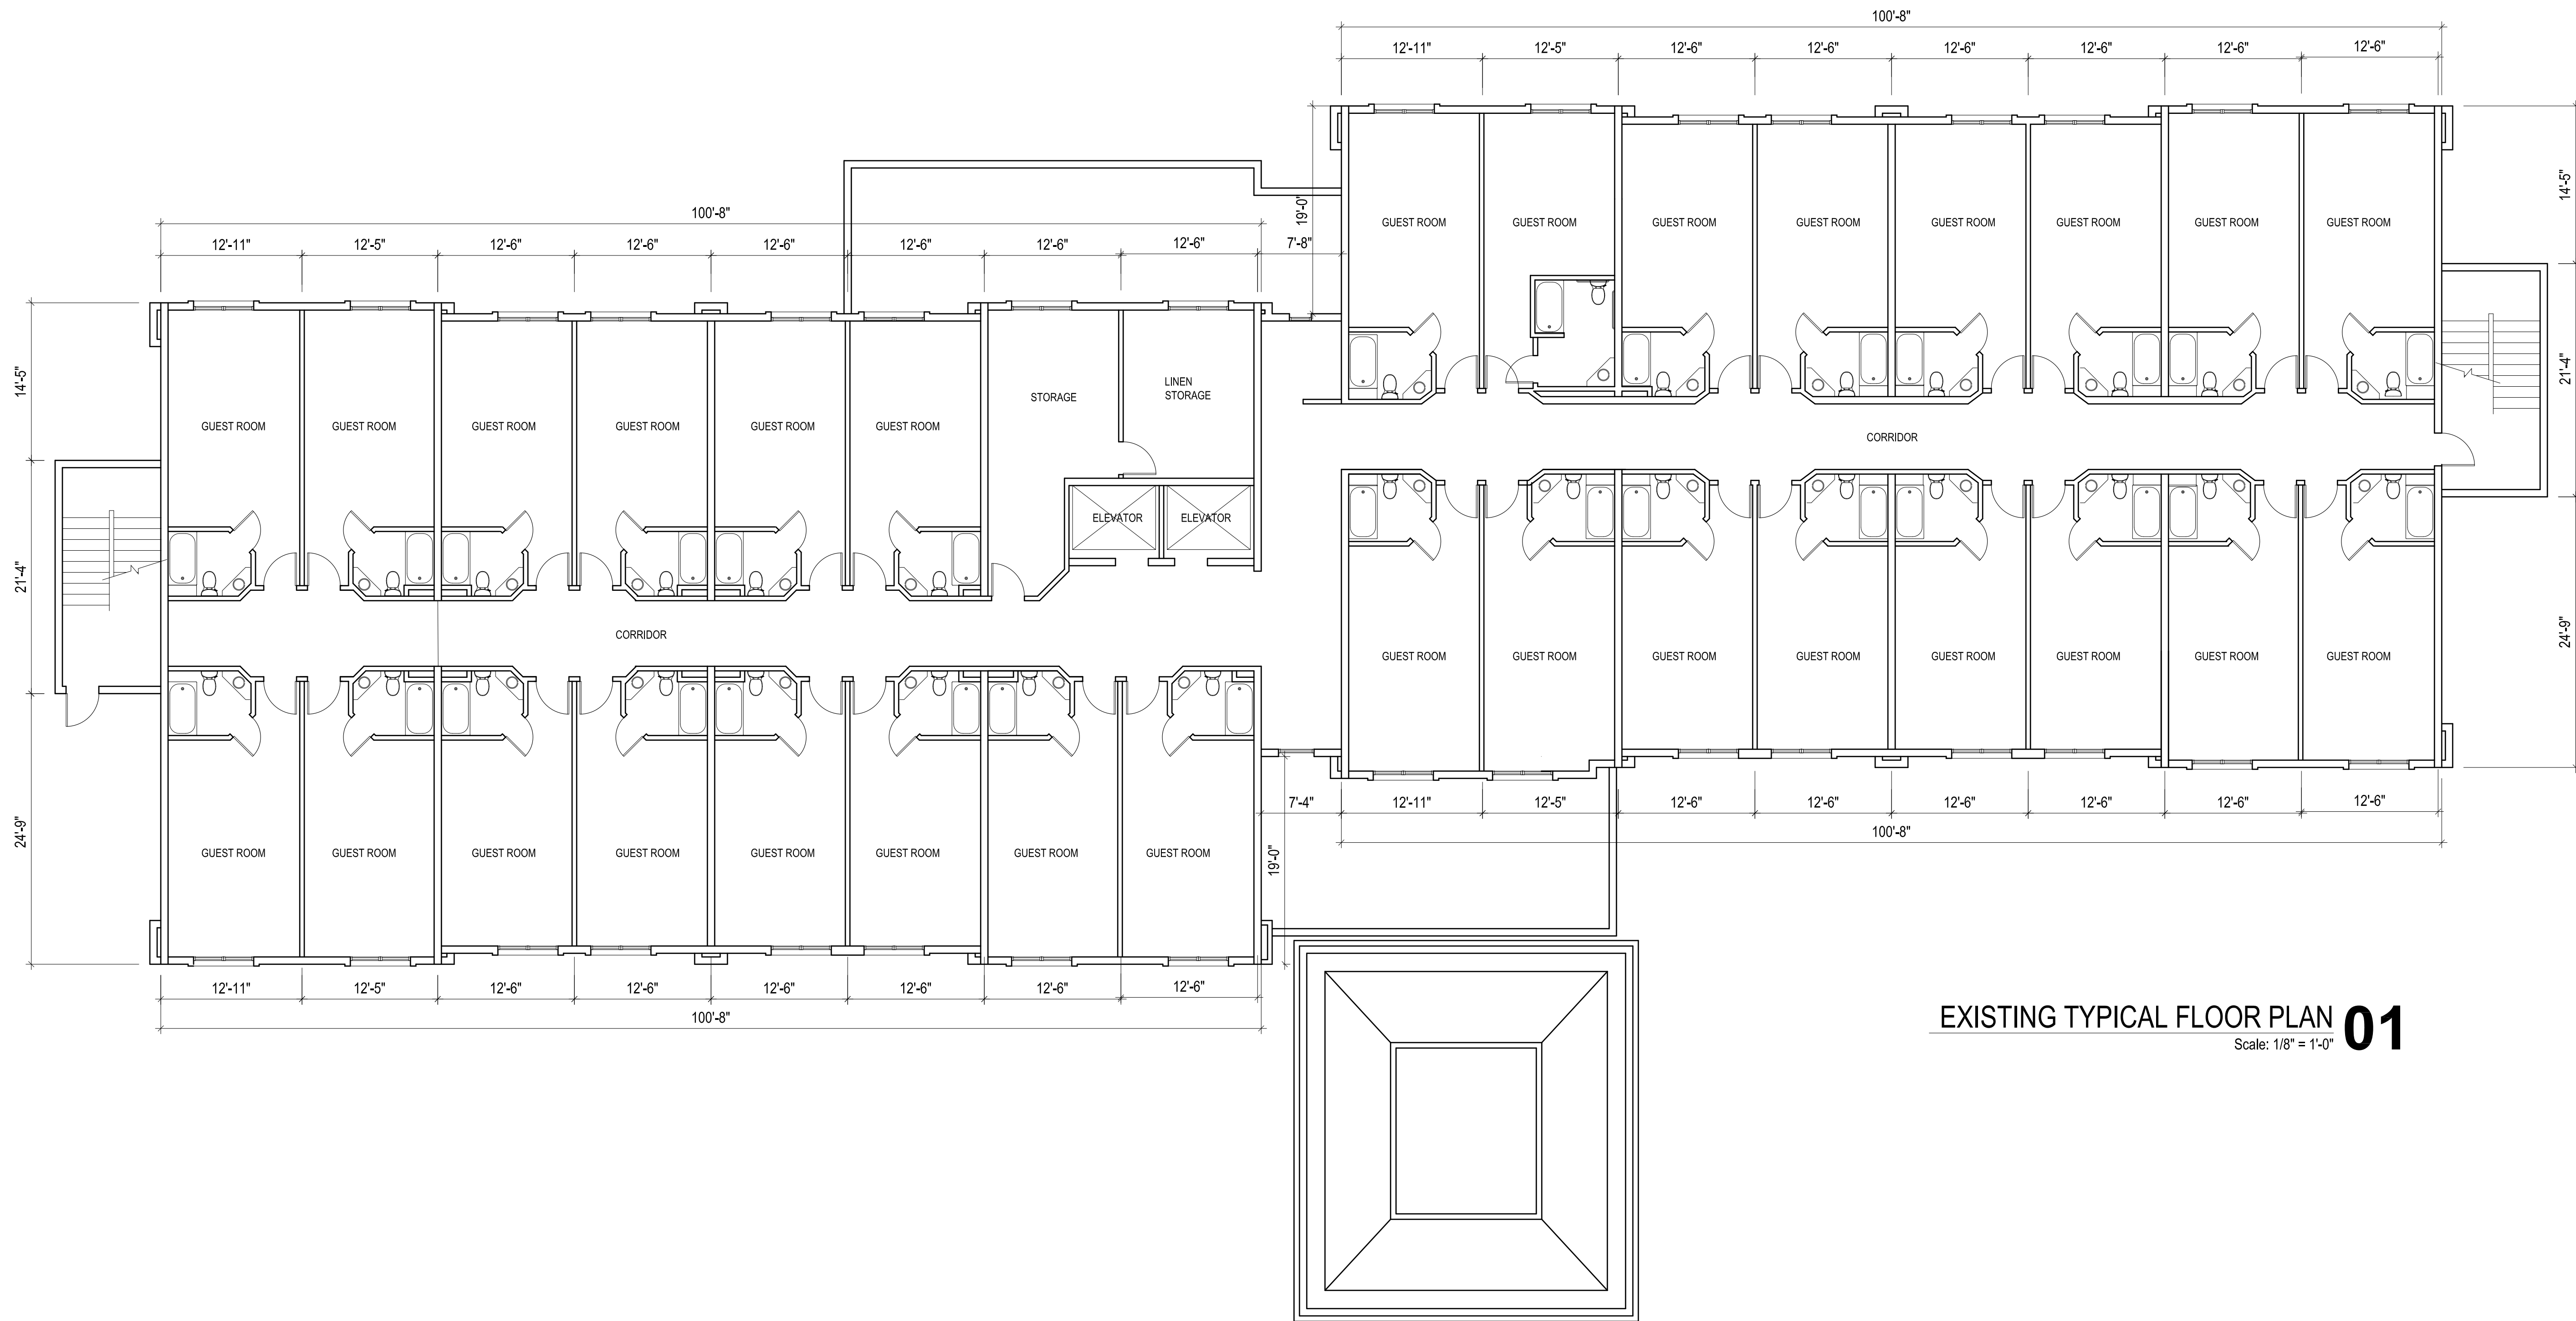 100'-8"
12'-11" 12'-5" 12'-6" 12'-6" 12'-6" 12'-6" 12'-6" 12'-6"
19'-0"
14'-5"
100'-8"
12'-11" 12'-5" 12'-6" 12'-6" 12'-6" 12'-6" 12'-6" 12'-6" 7'-8"
GUEST ROOM GUEST ROOM GUEST ROOM GUEST ROOM GUEST ROOM GUEST ROOM GUEST ROOM GUEST ROOM
14'-5"
21'-4"
LINEN
STORAGE
STORAGE
GUEST ROOM GUEST ROOM GUEST ROOM GUEST ROOM GUEST ROOM GUEST ROOM
CORRIDOR
ELEVATOR ELEVATOR
21'-4"
CORRIDOR
24'-9"
GUEST ROOM GUEST ROOM GUEST ROOM GUEST ROOM GUEST ROOM GUEST ROOM GUEST ROOM GUEST ROOM
7'-4" 12'-11" 12'-5" 12'-6" 12'-6" 12'-6" 12'-6" 12'-6" 12'-6"
100'-8"
24'-9"
GUEST ROOM GUEST ROOM GUEST ROOM GUEST ROOM GUEST ROOM GUEST ROOM GUEST ROOM GUEST ROOM
19'-0"
12'-11" 12'-5" 12'-6" 12'-6" 12'-6" 12'-6" 12'-6" 12'-6"
100'-8"
EXISTING TYPICAL FLOOR PLAN 01
Scale: 1/8" = 1'-0"